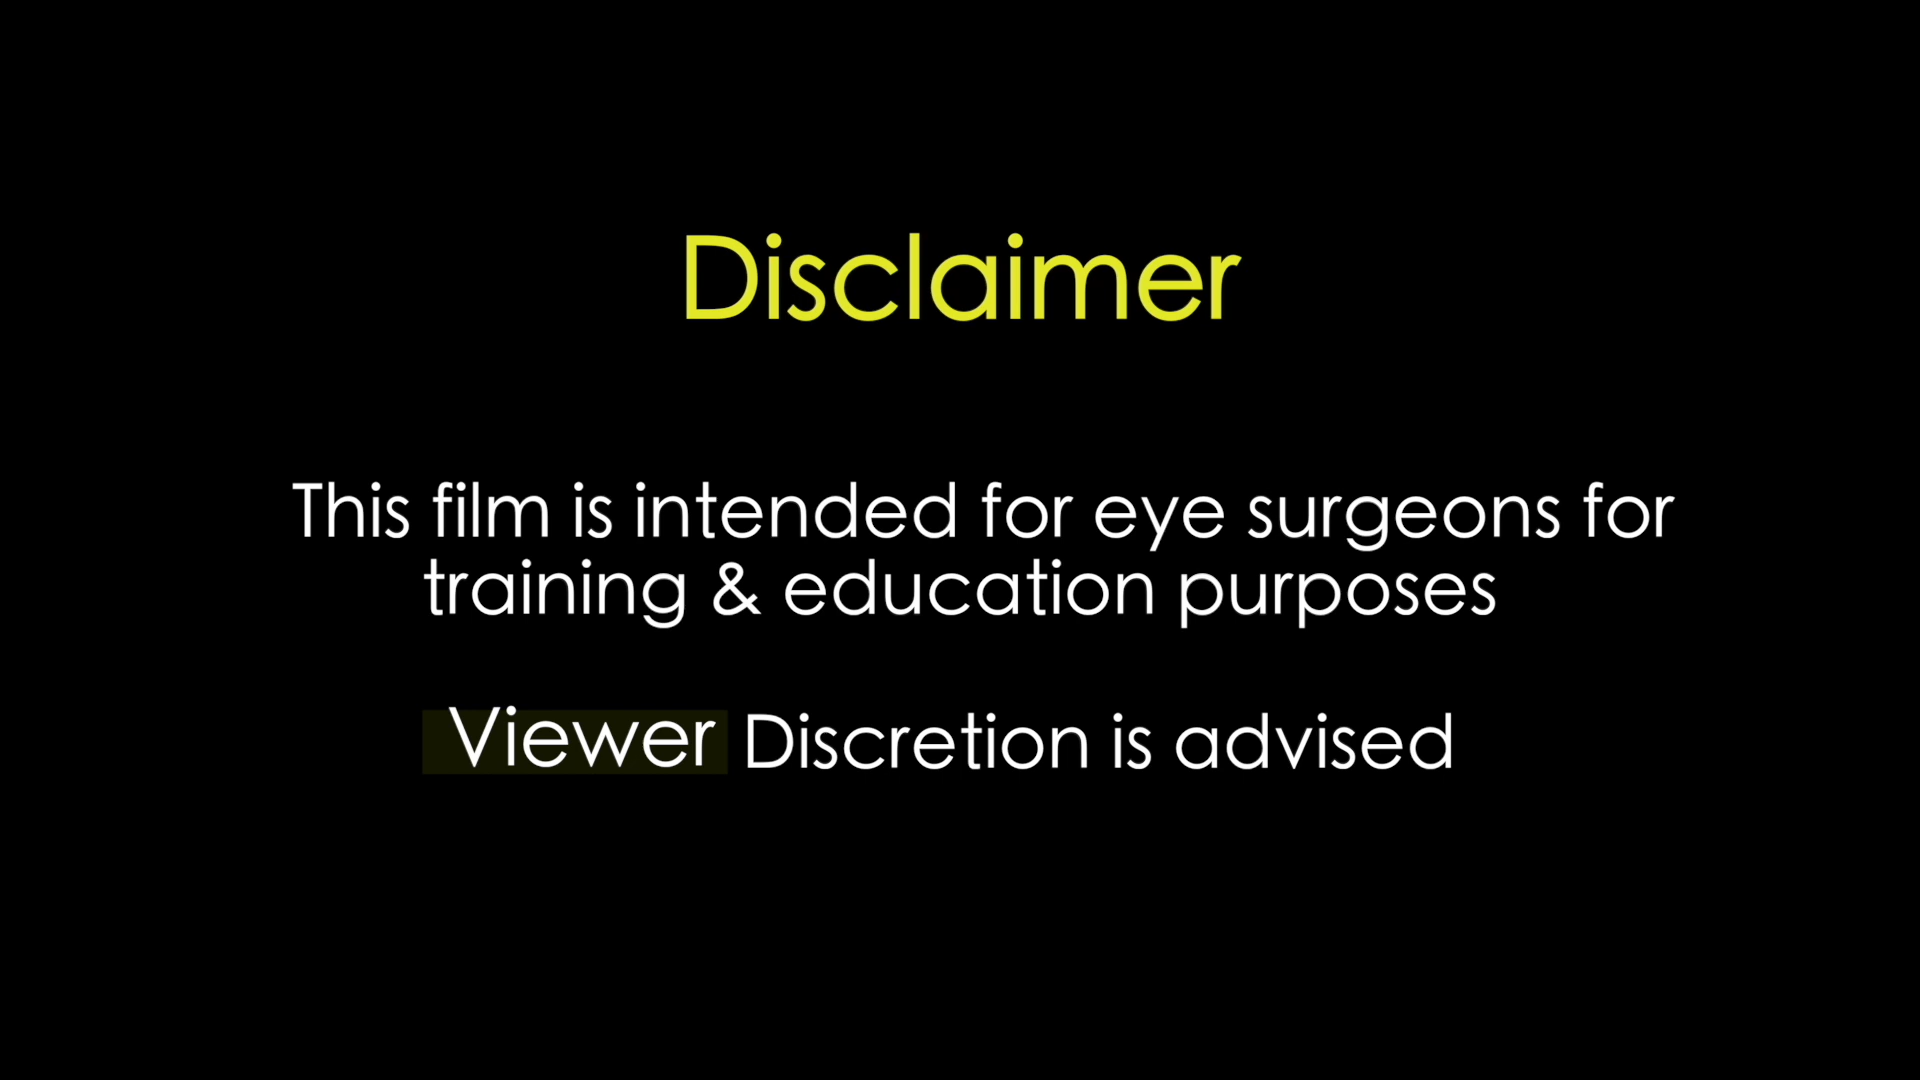 Disclaimer
This film is intended for eye surgeons for
training & education purposes
Viewer Discretion is advised